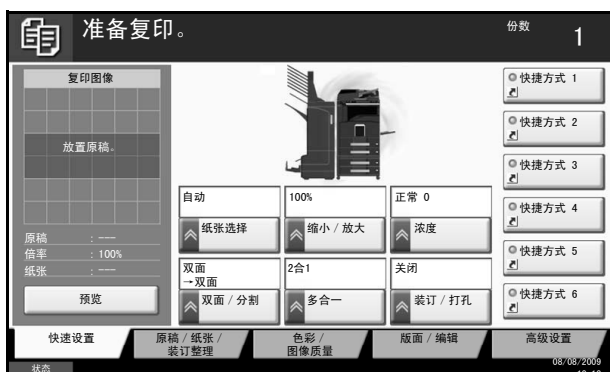 准备复印。
份数
1
复印图像
放置原稿。
原稿 : ---
倍率 : 100%
纸张 : ---
预览
自动
纸张选择
100%
缩小 / 放大
正常 0
浓度
双面
→双面
双面 / 分割
2合1
多合一
关闭
装订 / 打孔
快捷方式 1
快捷方式 2
快捷方式 3
快捷方式 4
快捷方式 5
快捷方式 6
快速设置
原稿 / 纸张 /
装订整理
色彩 /
图像质量
版面 / 编辑
高级设置
状态
08/08/2009